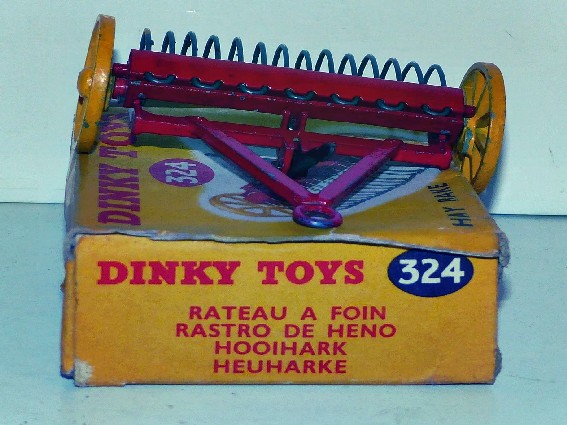 DINKY TOYS
324
HAY RAKE
DINKY TOYS 324
RATEAU A FOIN
RASTRO DE HENO
HOOIHARK
HEUHARKE